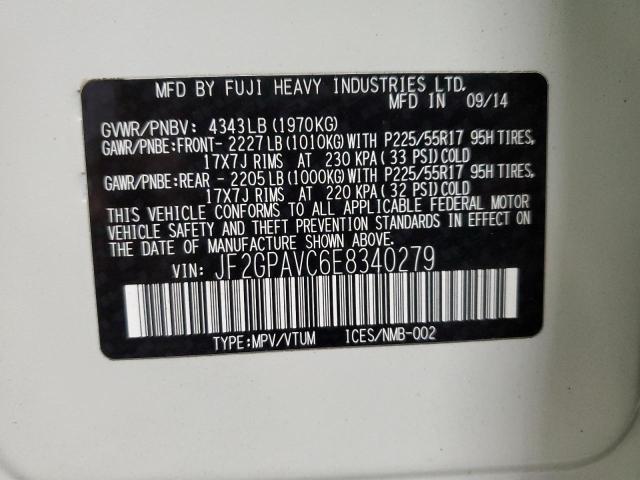 MFD BY FUJI HEAVY INDUSTRIES LTD.
MFD IN 09/14
GVWR/PNBV: 4343LB (1970KG)
GAWR/PNBE:FRONT- 2227LB (1010KG) WITH P225/55R17 95H TIRES,
17X7J RIMS AT 230 KPA (33 PSI) COLD
GAWR/PNBE:REAR - 2205LB (1000KG) WITH P225/55R17 95H TIRES,
17X7J RIMS AT 220 KPA (32 PSI) COLD
THIS VEHICLE CONFORMS TO ALL APPLICABLE FEDERAL MOTOR
VEHICLE SAFETY AND THEFT PREVENTION STANDARDS IN EFFECT ON
THE DATE OF MANUFACTURE SHOWN ABOVE.
VIN: JF2GPAVC6E8340279
TYPE:MPV/VTUM ICES/NMB-002